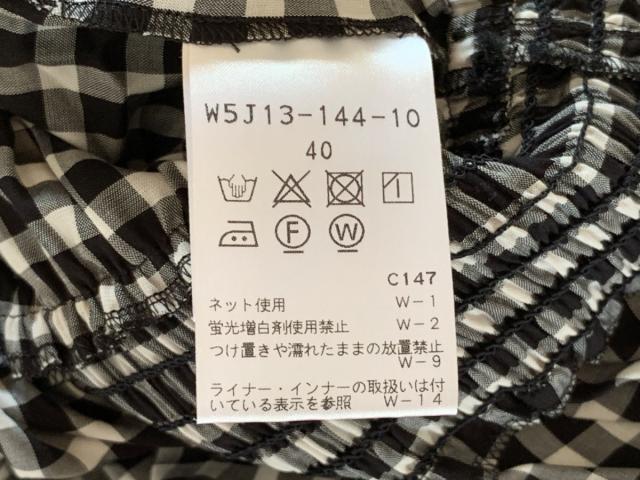 W5J13-144-10
40
F W
C147
ネット使用 W-1
蛍光増白剤使用禁止 W-2
つけ置きや濡れたままの放置禁止
W-9
ライナー・インナーの取扱いは付
いている表示を参照 W-14